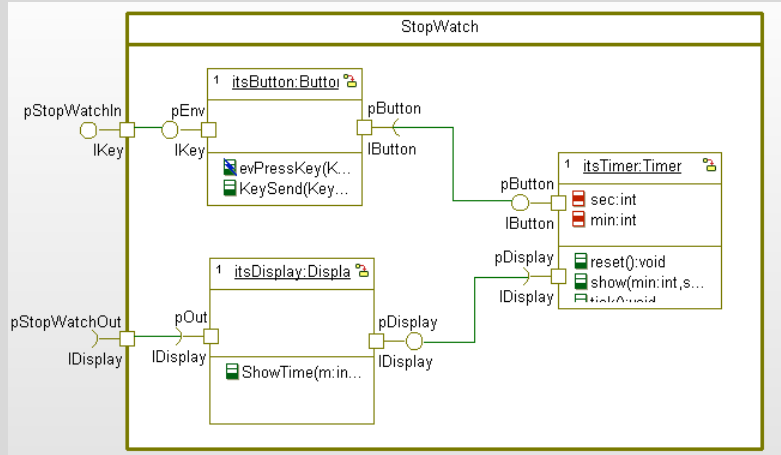 StopWatch
1 itsButton:Button
pStopWatchIn
pEnv
pButton
IKey
IKey
IButton
evPressKey(K...
KeySend(Key...
1 itsTimer:Timer
pButton
sec:int
min:int
IButton
pDisplay
reset():void
show(min:int,s...
tick():void
IDisplay
1 itsDisplay:Displa
pStopWatchOut
pOut
pDisplay
IDisplay
IDisplay
IDisplay
ShowTime(m:in...